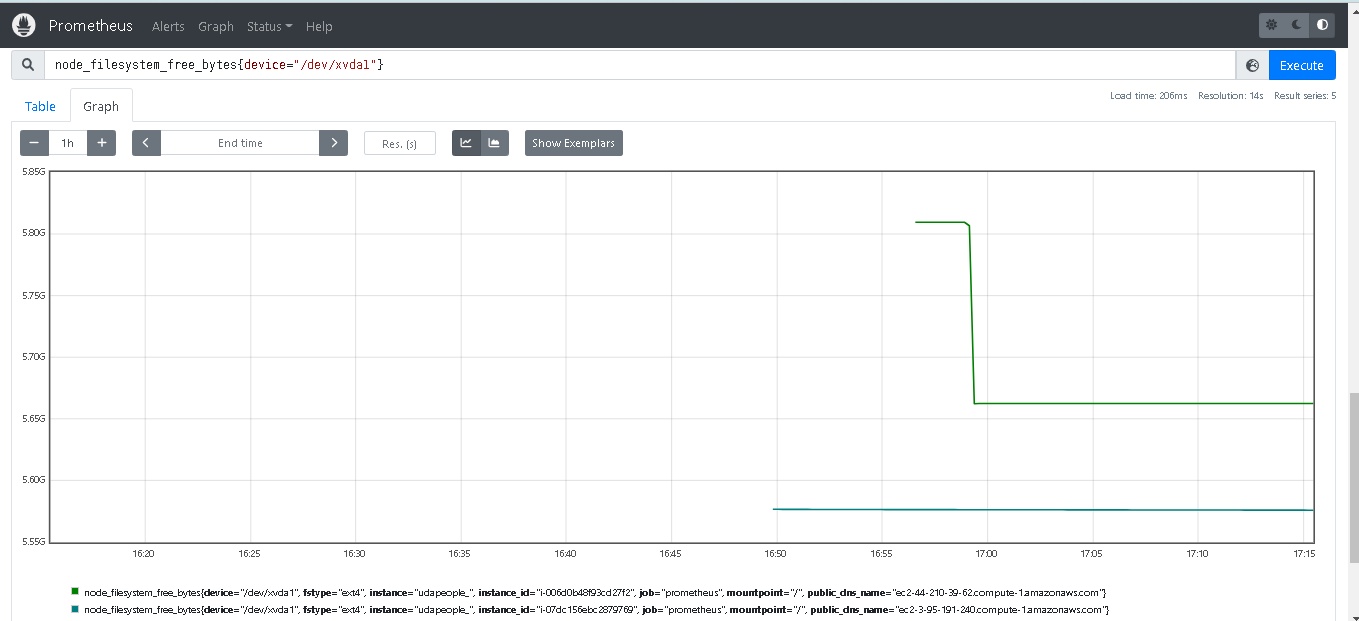 Prometheus Alerts Graph Status Help
node_filesystem_free_bytes{device="/dev/xvda1"} Execute
Load time: 206ms Resolution: 14s Result series: 5
Table Graph
− 1h + < End time > Res. (s) Show Exemplars
5.85G
5.80G
5.75G
5.70G
5.65G
5.60G
5.55G
16:20 16:25 16:30 16:35 16:40 16:45 16:50 16:55 17:00 17:05 17:10 17:15
node_filesystem_free_bytes{device="/dev/xvda1", fstype="ext4", instance="udapeople_", instance_id="i-006d0b48f93cd27f2", job="prometheus", mountpoint="/", public_dns_name="ec2-44-210-39-62.compute-1.amazonaws.com"}
node_filesystem_free_bytes{device="/dev/xvda1", fstype="ext4", instance="udapeople_", instance_id="i-07dc156ebc2879769", job="prometheus", mountpoint="/", public_dns_name="ec2-3-95-191-240.compute-1.amazonaws.com"}